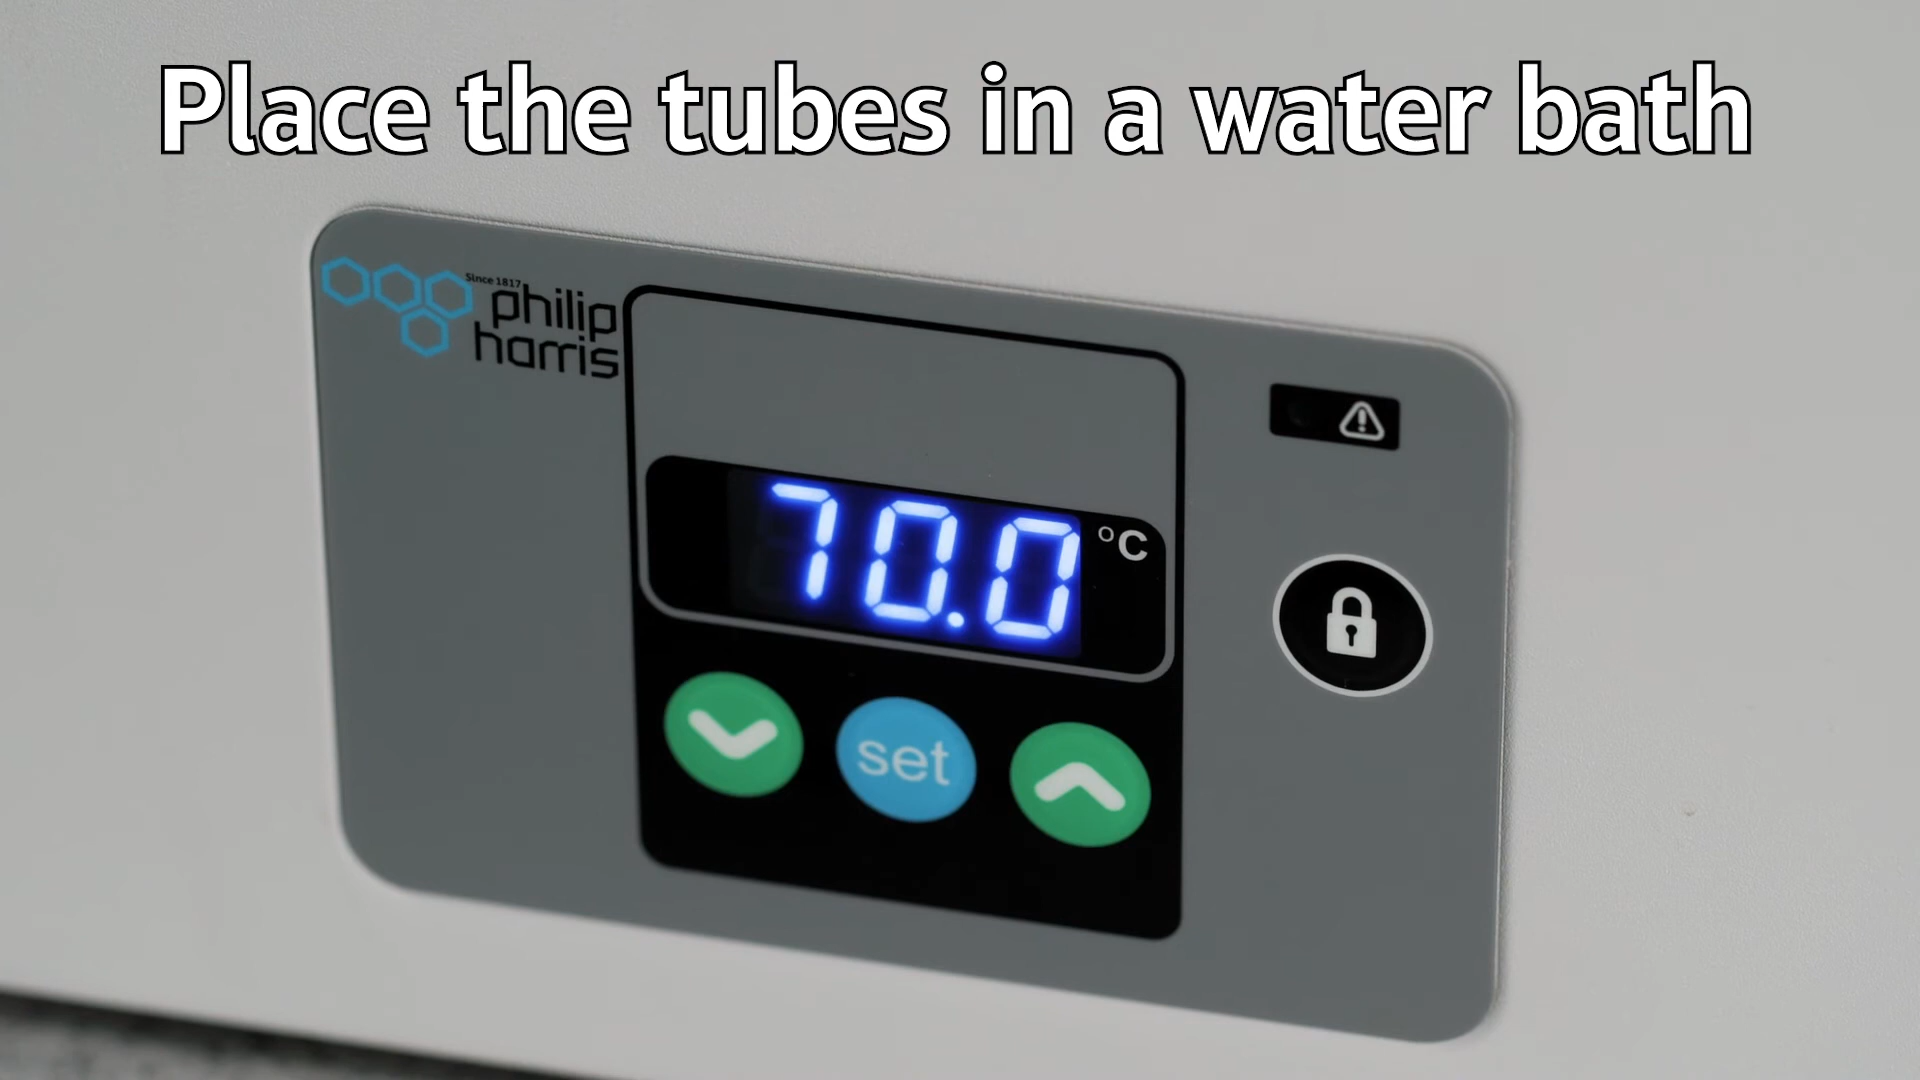 Place the tubes in a water bath
Since 1817
philip
harris
70.0 °C
set